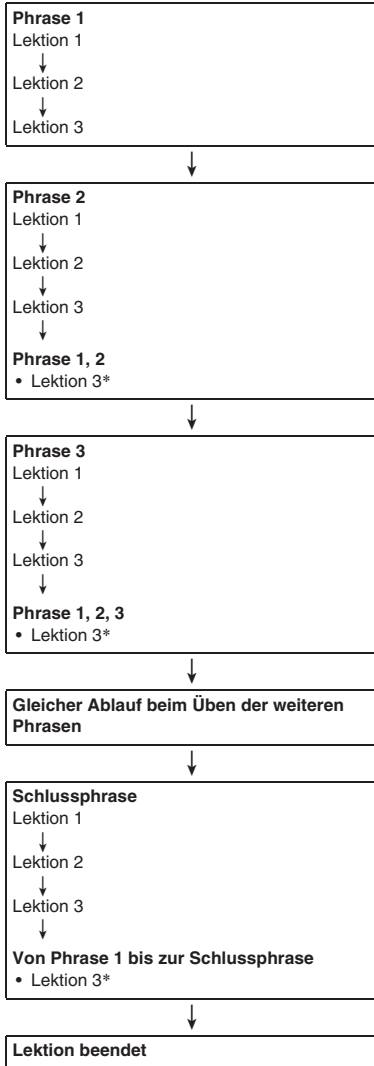 Phrase 1
Lektion 1
Lektion 2
Lektion 3
Phrase 2
Lektion 1
Lektion 2
Lektion 3
Phrase 1, 2
• Lektion 3*
Phrase 3
Lektion 1
Lektion 2
Lektion 3
Phrase 1, 2, 3
• Lektion 3*
Gleicher Ablauf beim Üben der weiteren
Phrasen
Schlussphrase
Lektion 1
Lektion 2
Lektion 3
Von Phrase 1 bis zur Schlussphrase
• Lektion 3*
Lektion beendet